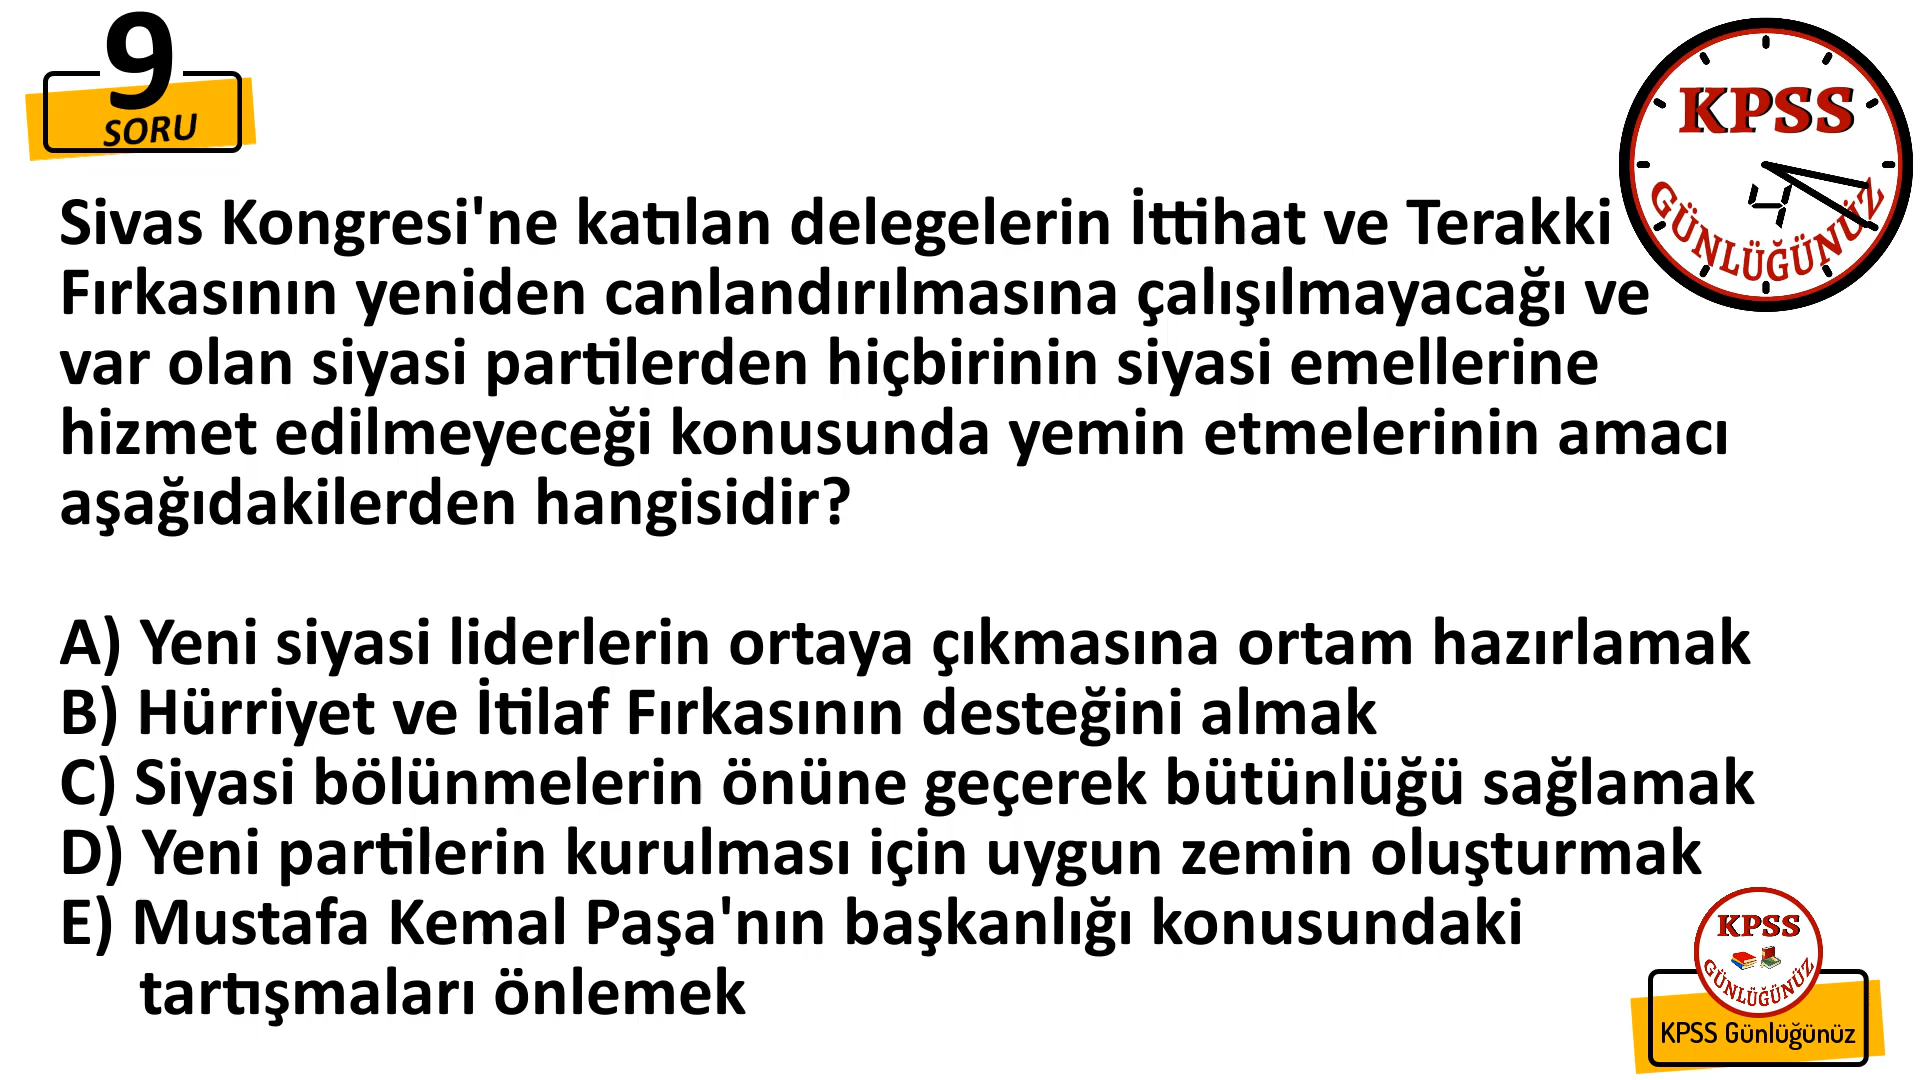 9
SORU
KPSS
4
GÜNLÜĞÜNÜZ
Sivas Kongresi'ne katılan delegelerin İttihat ve Terakki
Fırkasının yeniden canlandırılmasına çalışılmayacağı ve
var olan siyasi partilerden hiçbirinin siyasi emellerine
hizmet edilmeyeceği konusunda yemin etmelerinin amacı
aşağıdakilerden hangisidir?
A) Yeni siyasi liderlerin ortaya çıkmasına ortam hazırlamak
B) Hürriyet ve İtilaf Fırkasının desteğini almak
C) Siyasi bölünmelerin önüne geçerek bütünlüğü sağlamak
D) Yeni partilerin kurulması için uygun zemin oluşturmak
E) Mustafa Kemal Paşa'nın başkanlığı konusundaki
tartışmaları önlemek
KPSS
GÜNLÜĞÜNÜZ
KPSS Günlüğünüz